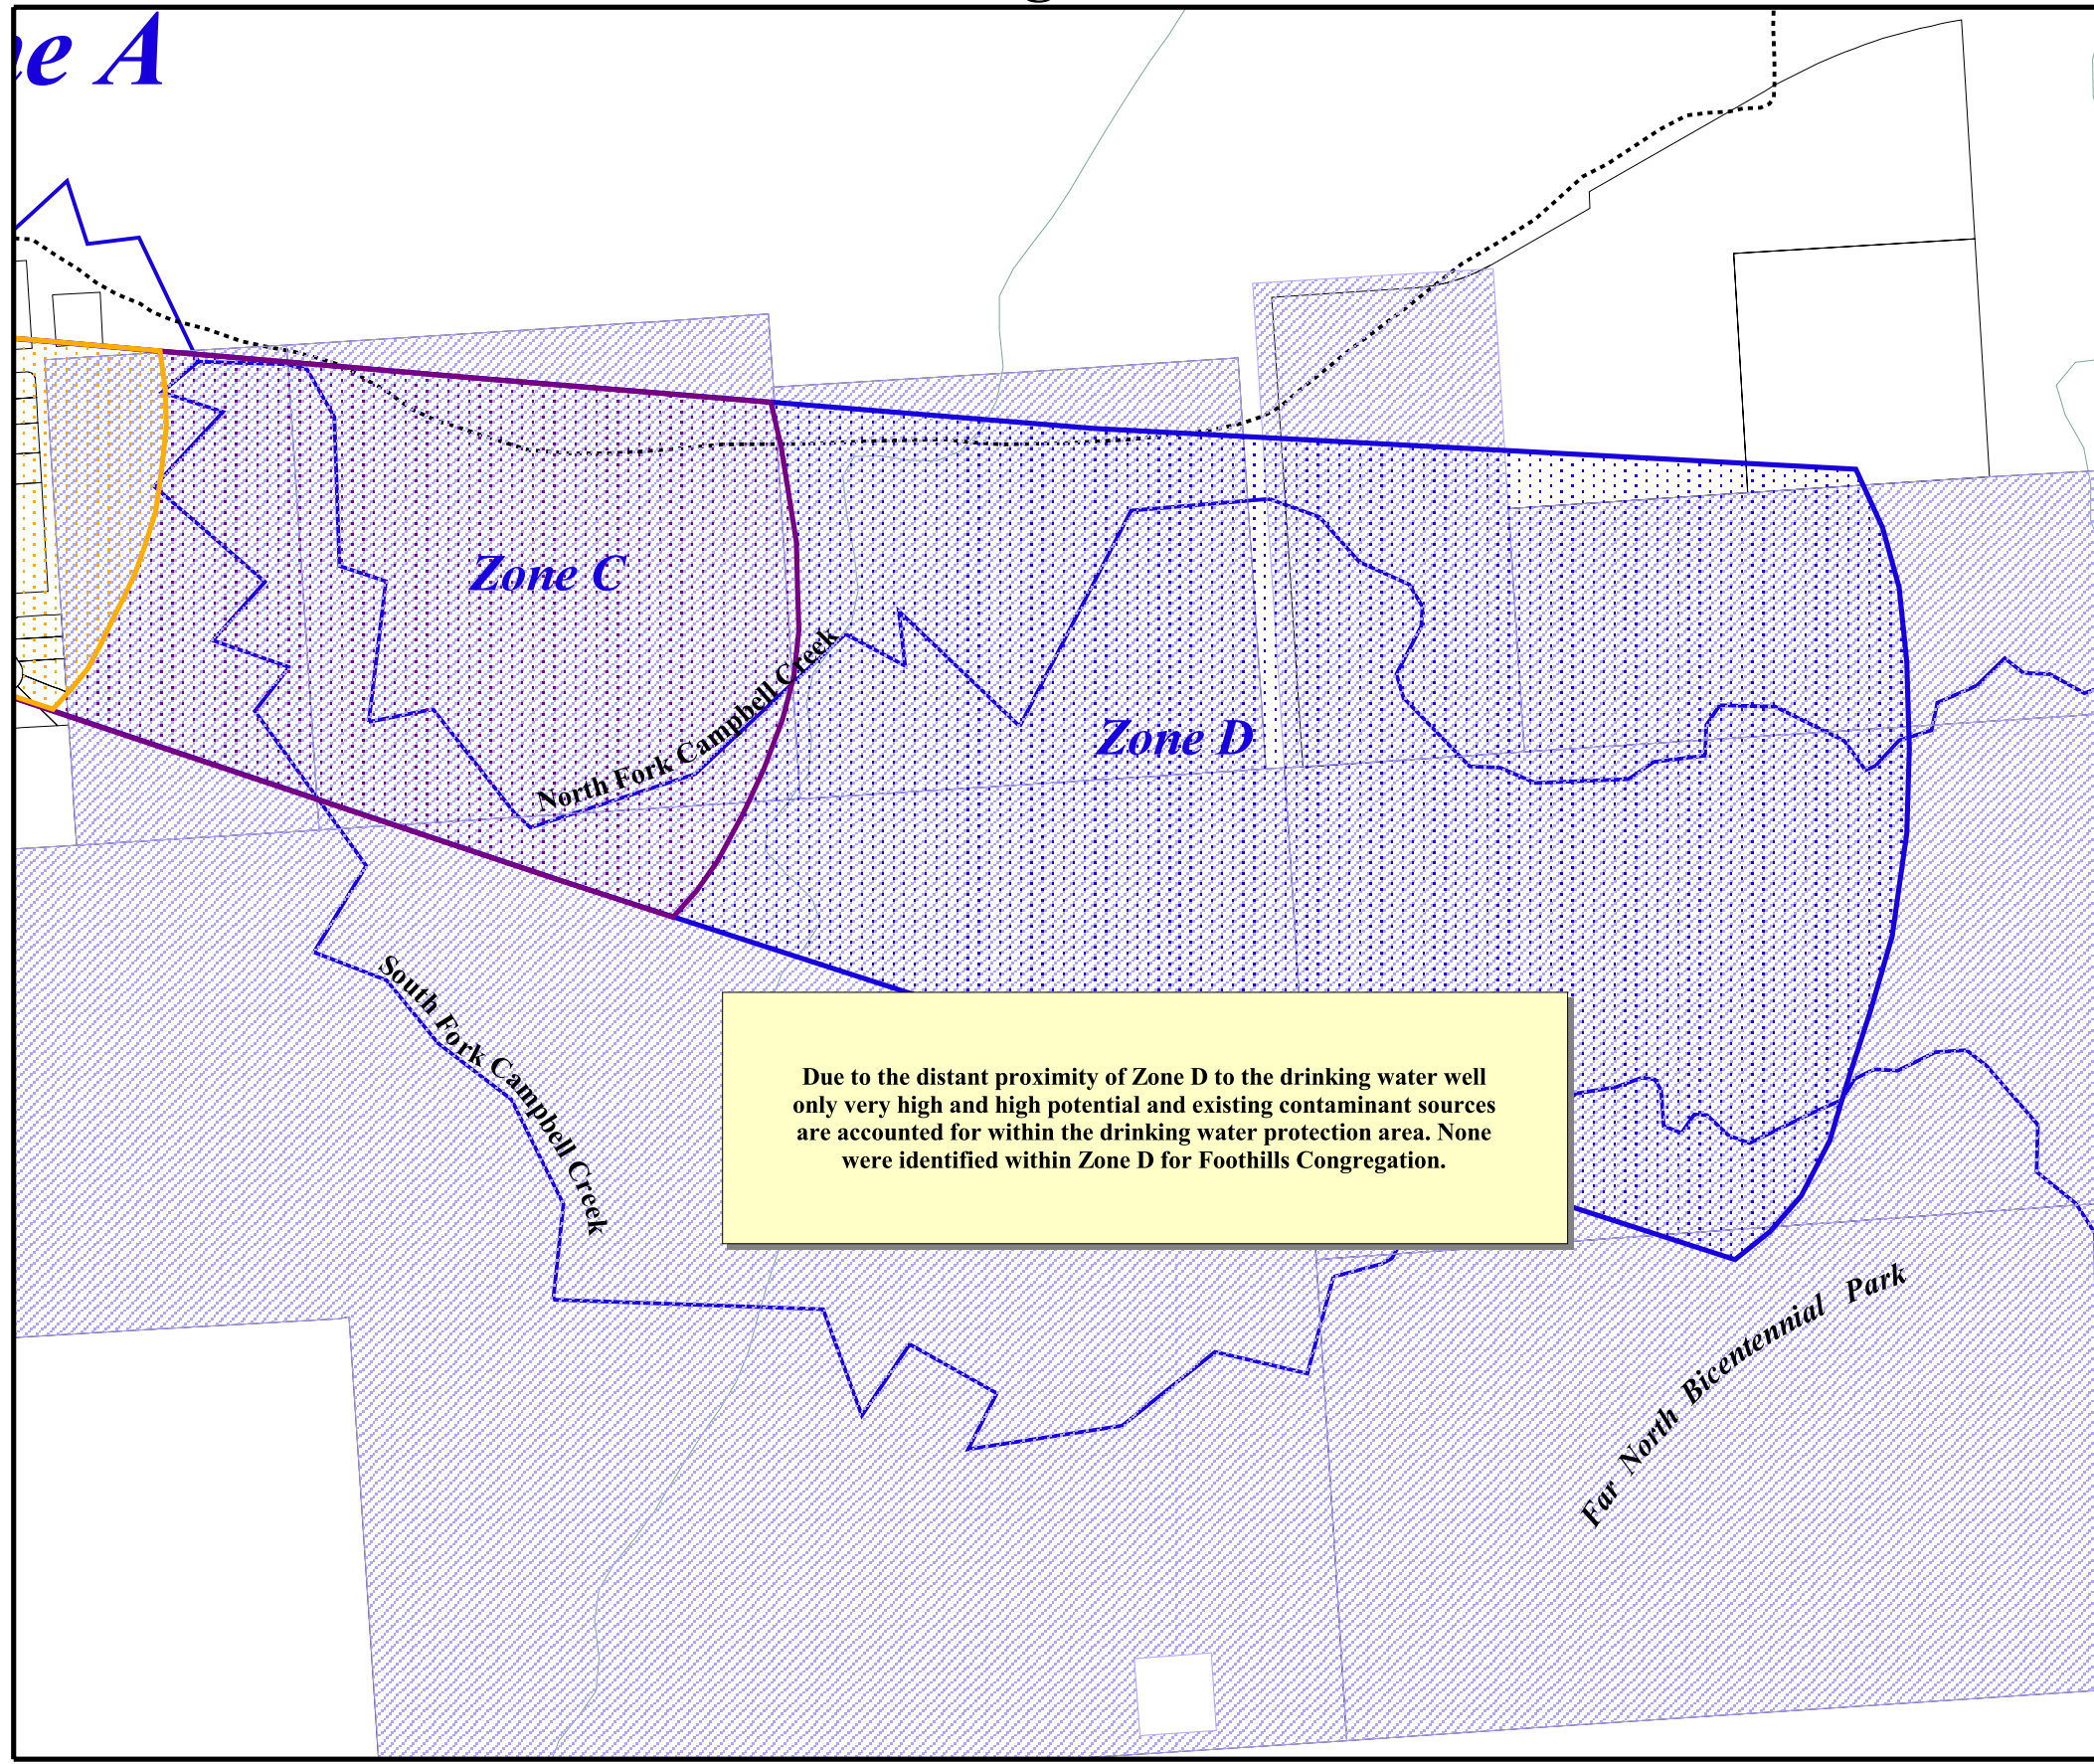 A
Zone C
North Fork Campbell Creek
Zone D
South Fork Campbell Creek
Due to the distant proximity of Zone D to the drinking water well
only very high and high potential and existing contaminant sources
are accounted for within the drinking water protection area. None
were identified within Zone D for Foothills Congregation.
Far North Bicentennial Park